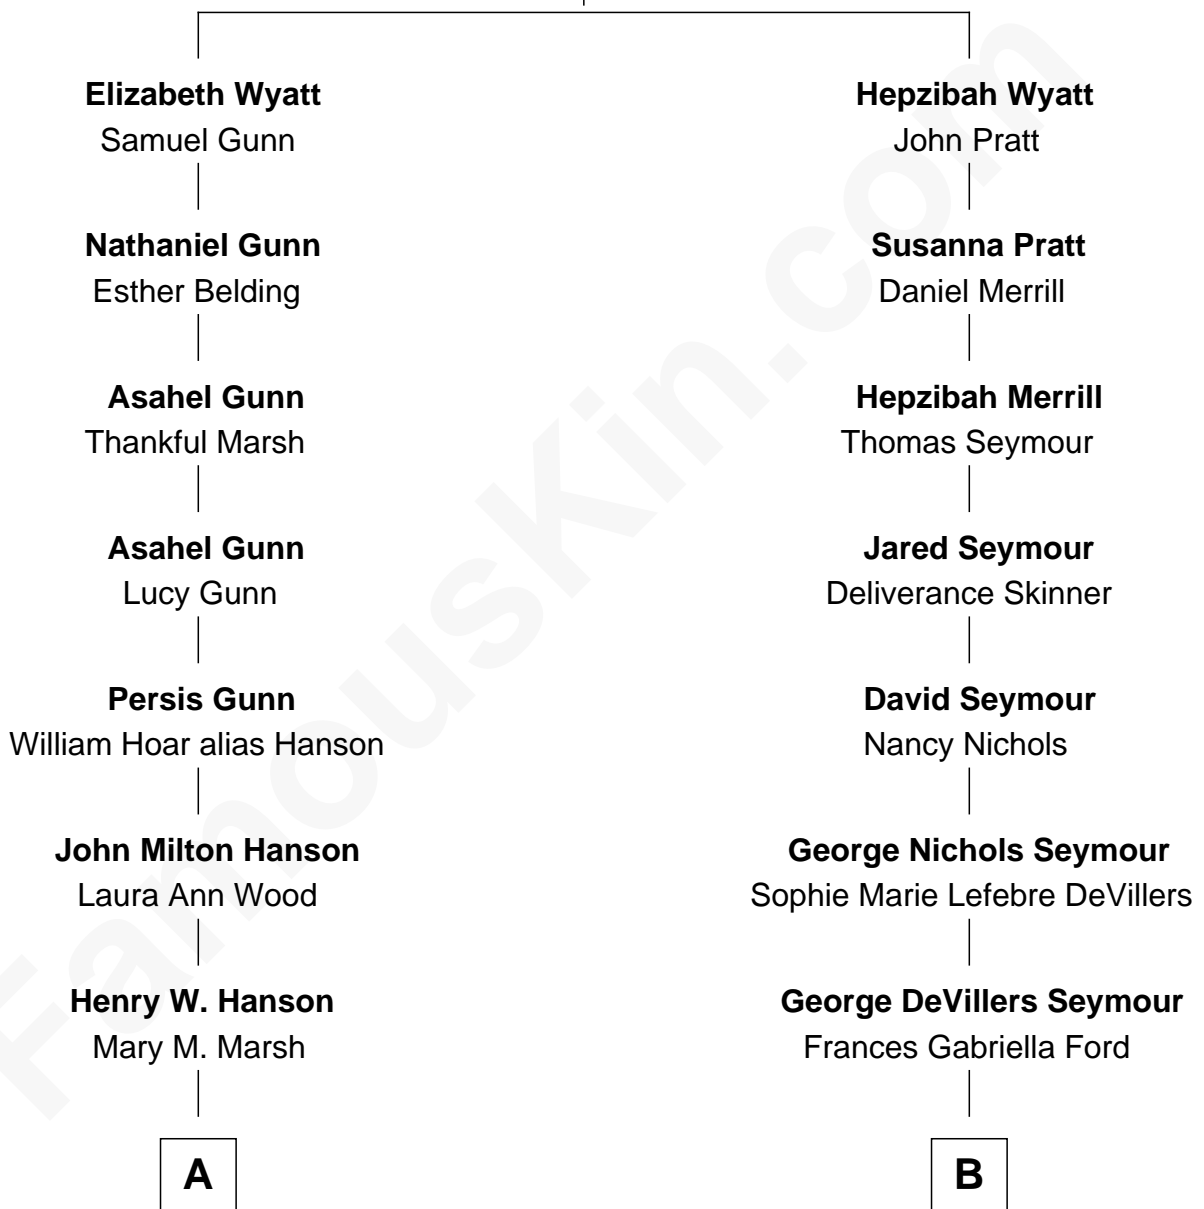 Elizabeth Wyatt
Samuel Gunn
Nathaniel Gunn
Esther Belding
Asahel Gunn
Thankful Marsh
Asahel Gunn
Lucy Gunn
Persis Gunn
William Hoar alias Hanson
John Milton Hanson
Laura Ann Wood
Henry W. Hanson
Mary M. Marsh
A
Hepzibah Wyatt
John Pratt
Susanna Pratt
Daniel Merrill
Hepzibah Merrill
Thomas Seymour
Jared Seymour
Deliverance Skinner
David Seymour
Nancy Nichols
George Nichols Seymour
Sophie Marie Lefebre DeVillers
George DeVillers Seymour
Frances Gabriella Ford
B
FamousKin.com